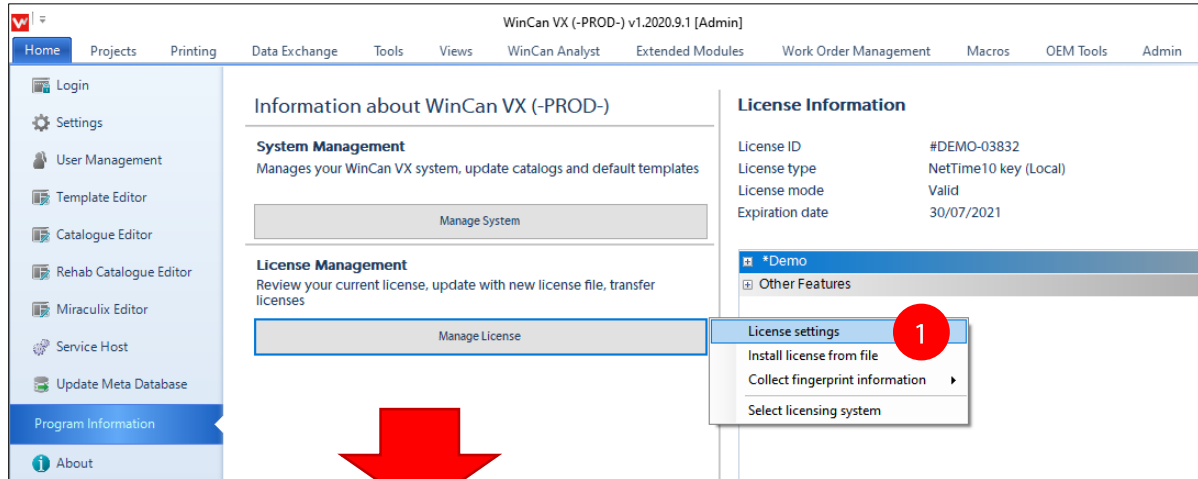 WinCan VX (-PROD-) v1.2020.9.1 [Admin]
Home Projects Printing Data Exchange Tools Views WinCan Analyst Extended Modules Work Order Management Macros OEM Tools Admin
Login
Settings
User Management
Template Editor
Catalogue Editor
Rehab Catalogue Editor
Miraculix Editor
Service Host
Update Meta Database
Program Information
About
Information about WinCan VX (-PROD-)
System Management
Manages your WinCan VX system, update catalogs and default templates
Manage System
License Management
Review your current license, update with new license file, transfer
licenses
Manage License
License Information
License ID #DEMO-03832
License type NetTime10 key (Local)
License mode Valid
Expiration date 30/07/2021
*Demo
Other Features
License settings 1
Install license from file
Collect fingerprint information
Select licensing system